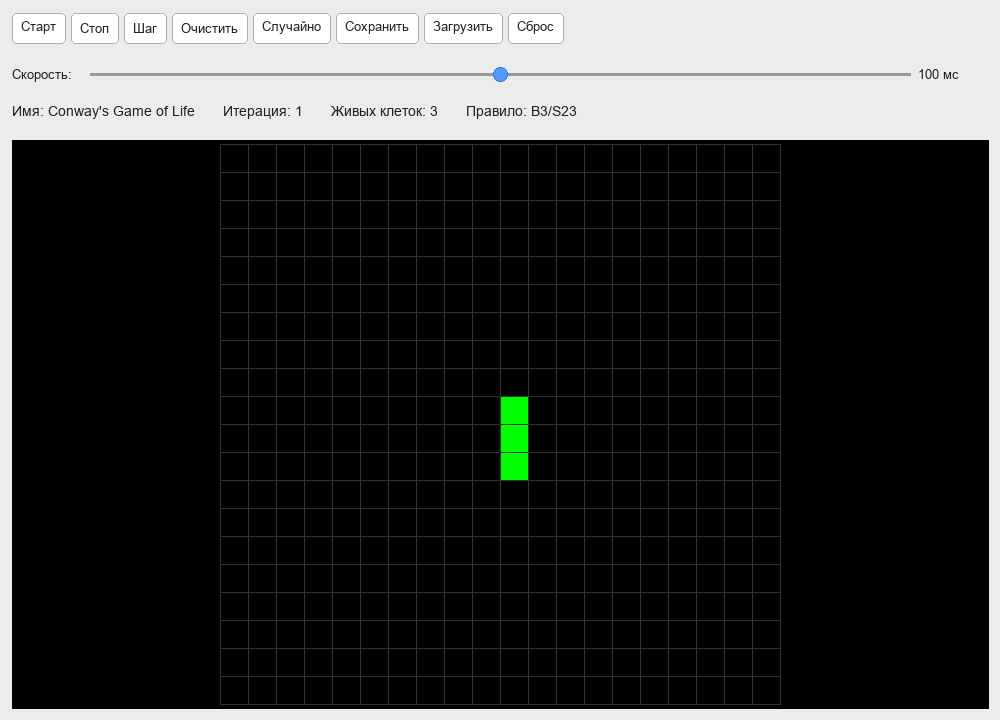 Старт Стоп Шаг Очистить Случайно Сохранить Загрузить Сброс
Скорость: 100 мс
Имя: Conway's Game of Life Итерация: 1 Живых клеток: 3 Правило: B3/S23